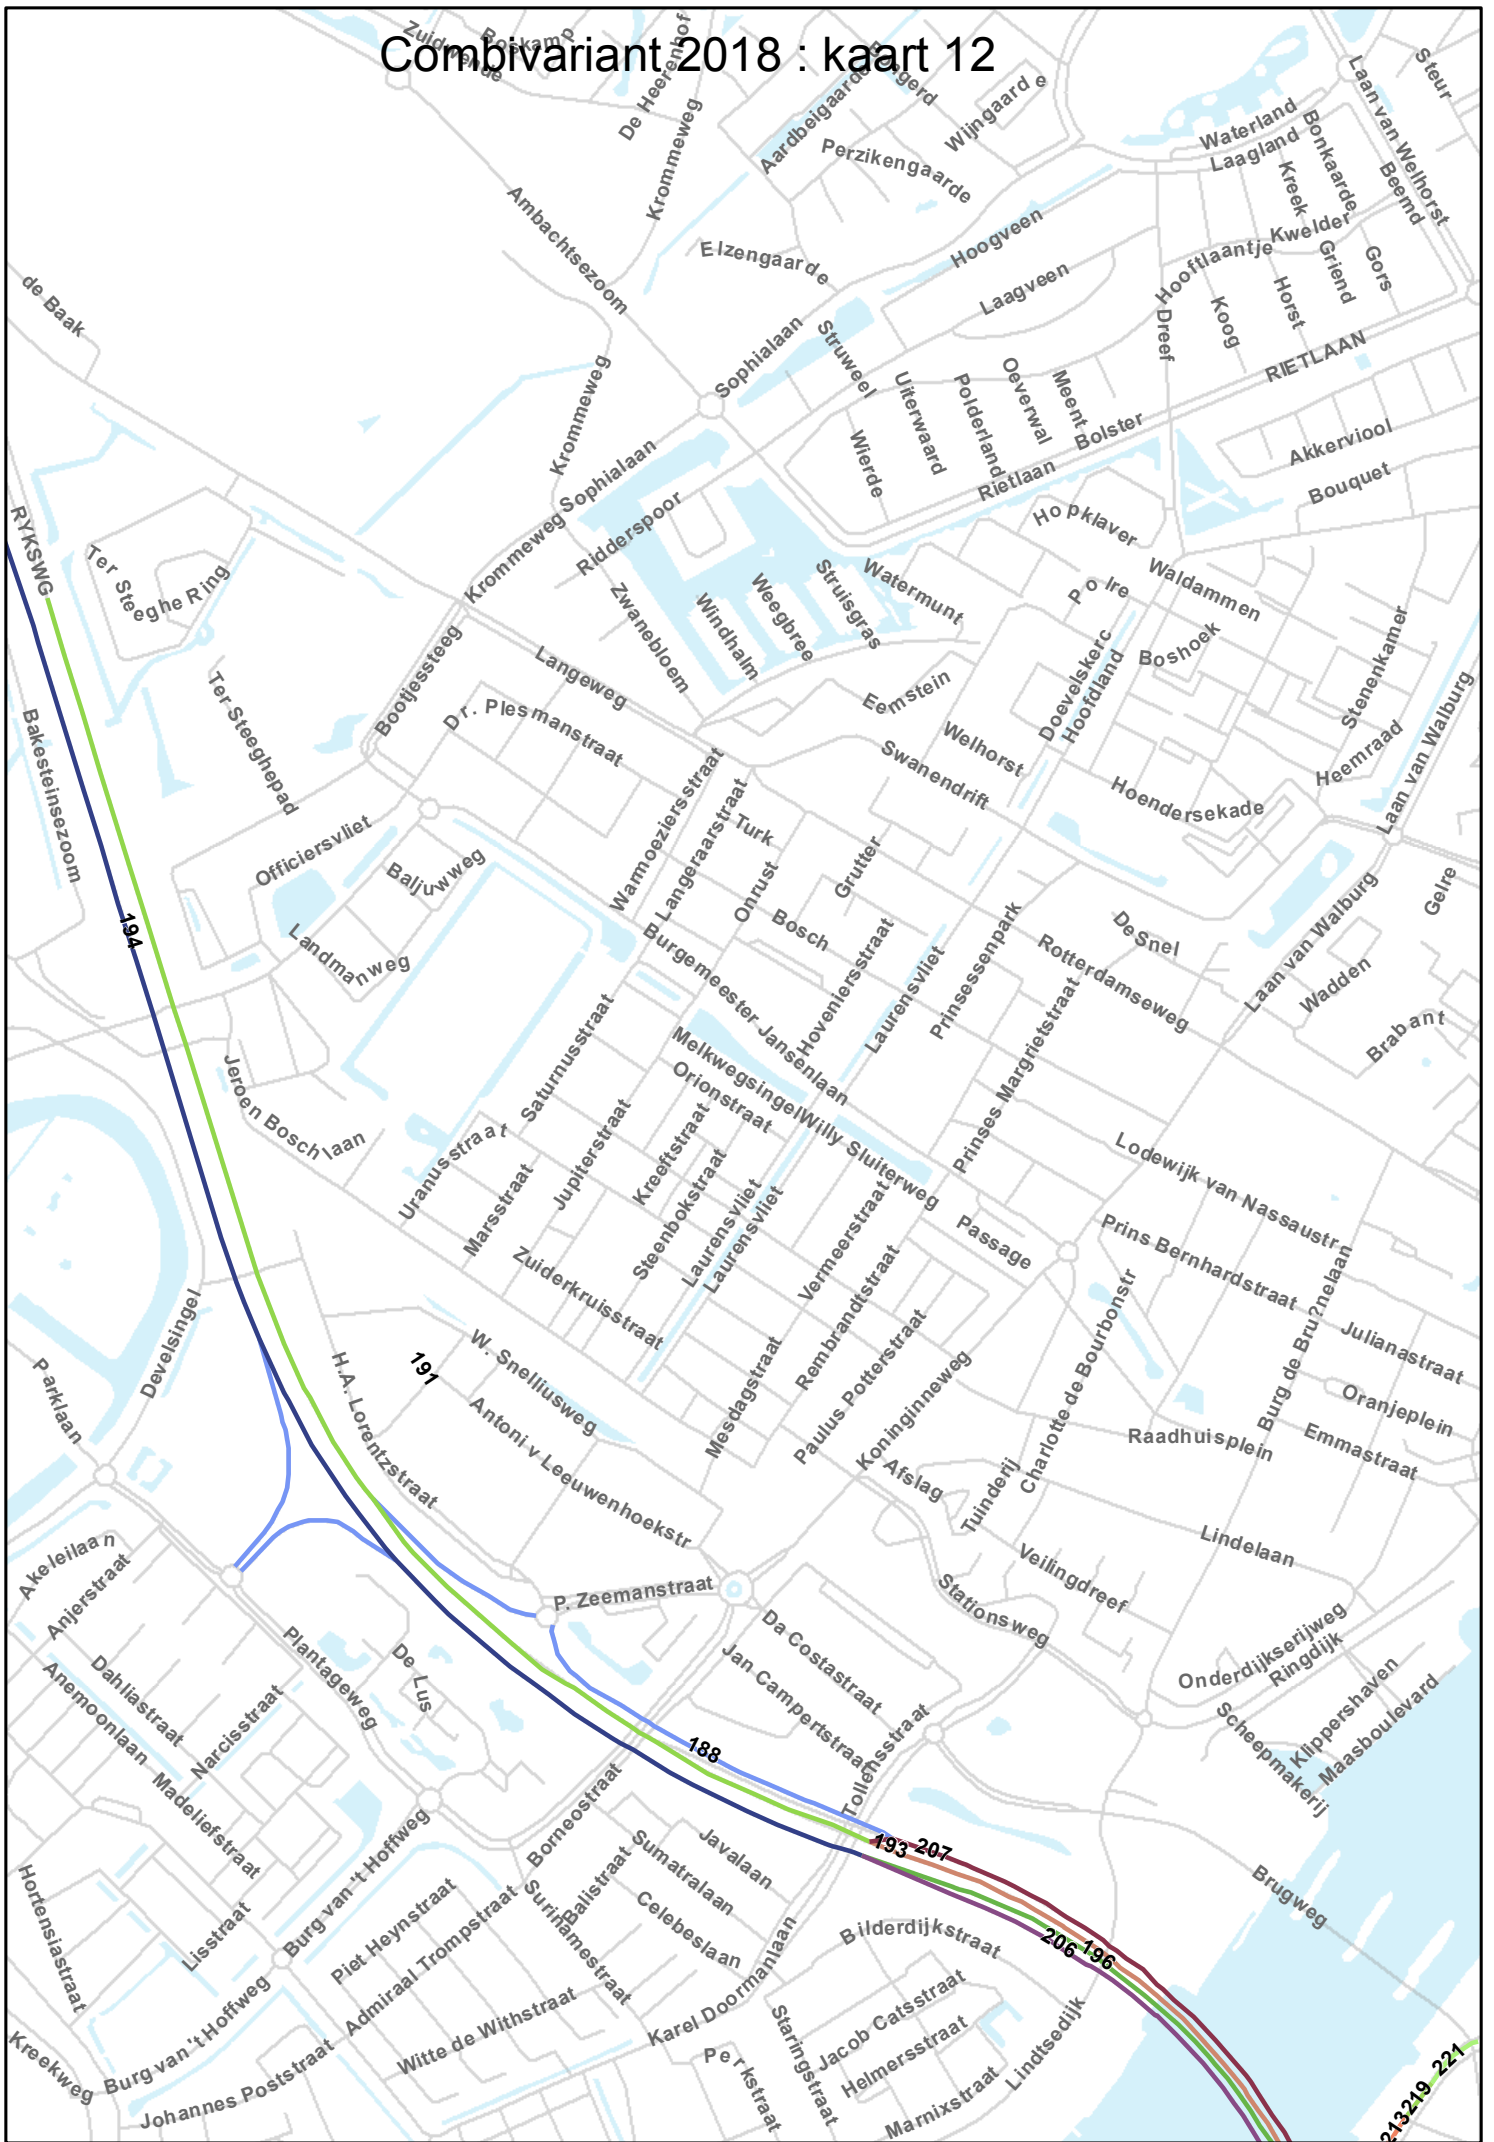 Combivariant 2018 : kaart 12
Zuidwende
Boskamp
De Heerenhof
Krommeweg
Aardbeigaarde
Wijngaarde
Perzikengaarde
Waterland
Laagland
Bonkaarde
Laan van Welhorst
Steur
Beemd
Kreek
Kwelder
Ambachtsezoom
Elzengaarde
Hoogveen
Laagveen
Hooftlaantje
Griend
Gors
Horst
Koog
Dreef
de Baak
Sophialaan
Struweel
Uiterwaard
Polderland
Oeverwal
Meent
Bolster
RIETLAAN
Krommeweg
Sophialaan
Wierde
Rietlaan
Akkerviool
Bouquet
RYKSWG
Ter Steeghe Ring
Krommeweg
Ridderspoor
Hopklaver
Waldammen
Polre
Watermunt
Struisgras
Weegbree
Windhalm
Zwanebloem
Boshoek
Doevelskerc
Hoofdland
Stenenkamer
Bootjessteeg
Langeweg
Eemstein
Ter Steeghepad
Dr. Plesmanstraat
Welhorst
Swanendrift
Heemraad
Laan van Walburg
Bakesteinsezoom
Hoendersekade
Warmoeziersstraat
Langeraarstraat
Turk
Officiersvliet
Baljuwweg
Grutter
Onrust
Bosch
Gelre
Laan van Walburg
194
Landmanweg
Burgemeester Jansenlaan
Hoveniersstraat
Laurensvliet
Prinsessenpark
DeSnel
Rotterdamseweg
Wadden
Brabant
Saturnusstraat
Prinses Margrietstraat
Jeroen Boschlaan
Melkwegsingel
Orionstraat
Willy Sluiterweg
Uranusstraat
Jupiterstraat
Kreeftstraat
Lodewijk van Nassaustr
Marsstraat
Steenbokstraat
Laurensvliet
Laurensvliet
Vermeerstraat
Passage
Prins Bernhardstraat
Zuiderkruisstraat
Rembrandtstraat
Charlotte de Bourbonstr
Burg de Bru?nelaan
Develsingel
Paulus Potterstraat
Julianastraat
Parklaan
H.A. Lorentzstraat
191
W. Snelliusweg
Mesdagstraat
Koninginneweg
Oranjeplein
Antoni v Leeuwenhoekstr
Raadhuisplein
Emmastraat
Afslag
Tuinderij
Akeleilaan
Lindelaan
Anjerstraat
P. Zeemanstraat
Veilingdreef
Stationsweg
Plantageweg
De Lus
Da Costastraat
Jan Campertstraat
Onderdijkserijweg
Ringdijk
Dahliastraat
Anemoonlaan
Narcisstraat
Klippershaven
Maasboulevard
Scheepmakerij
188
Tollensstraat
Madeliefstraat
Borneostraat
193
207
Burg van 't Hoffweg
Javalaan
Sumatralaan
Balistraat
Celebeslaan
Brugweg
Hortensiastraat
Lisstraat
Piet Heynstraat
Surinamestraat
Bilderdijkstraat
206
196
Admiraal Trompstraat
Karel Doormanlaan
Jacob Catsstraat
Burg van 't Hoffweg
Witte de Withstraat
Staringstraat
Helmersstraat
Lindtsedijk
Kreekweg
Johannes Poststraat
Perkstraat
Marnixstraat
221
219
213